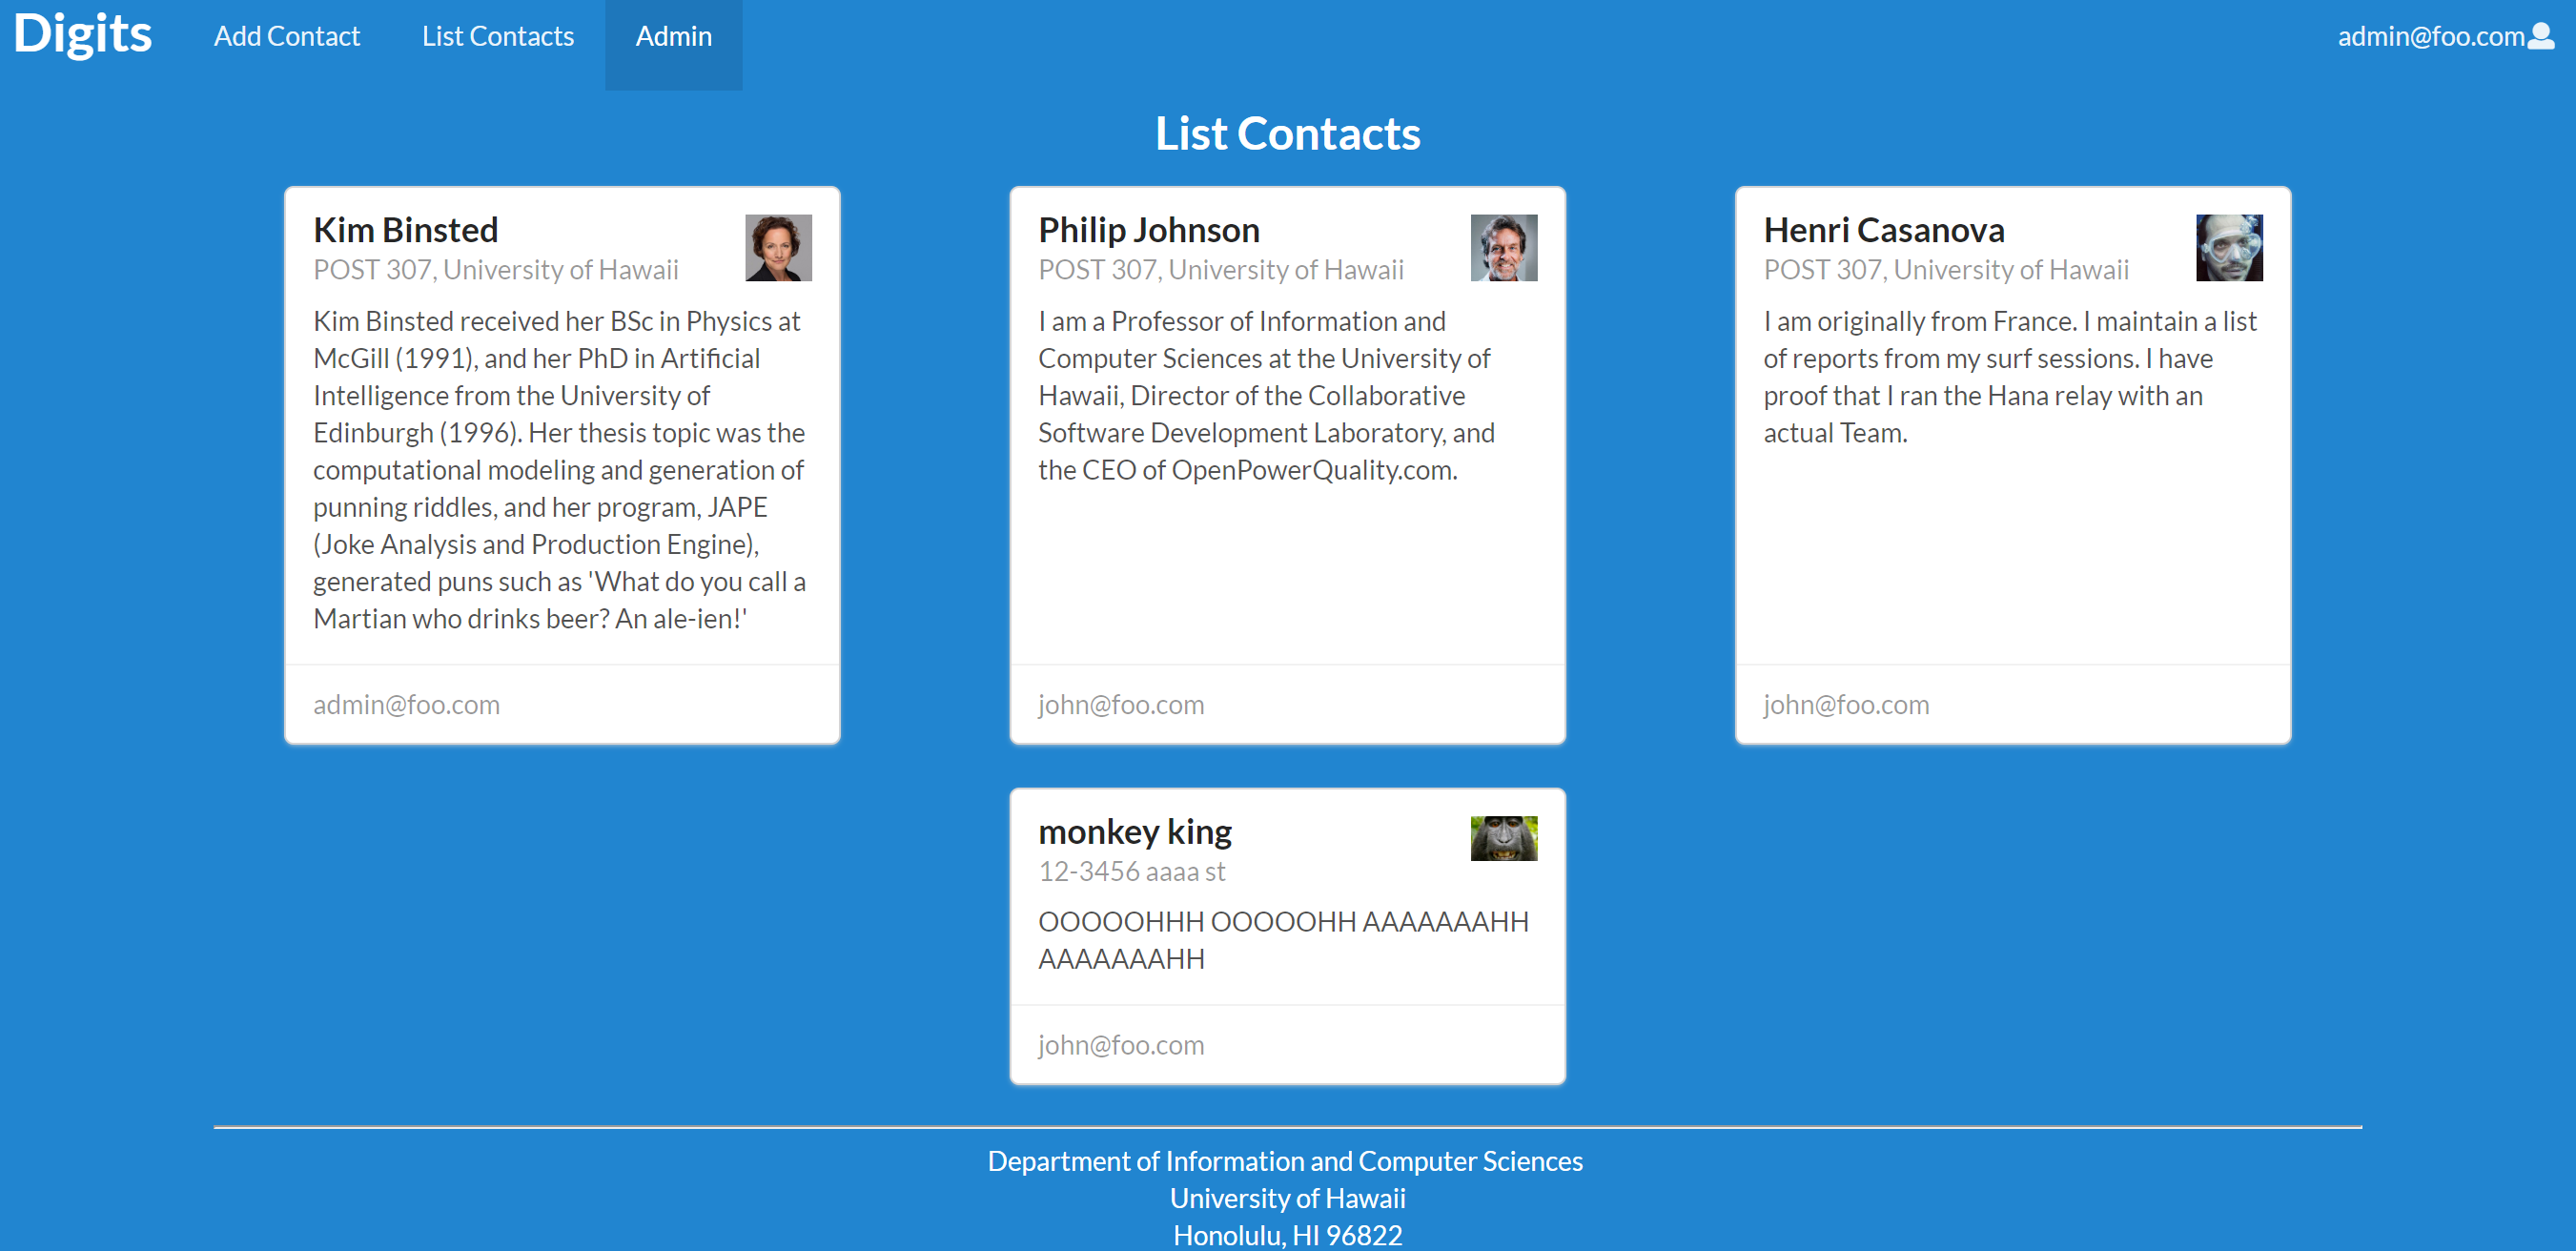 Digits Add Contact List Contacts Admin admin@foo.com
List Contacts
Kim Binsted
POST 307, University of Hawaii
Kim Binsted received her BSc in Physics at
McGill (1991), and her PhD in Artificial
Intelligence from the University of
Edinburgh (1996). Her thesis topic was the
computational modeling and generation of
punning riddles, and her program, JAPE
(Joke Analysis and Production Engine),
generated puns such as 'What do you call a
Martian who drinks beer? An ale-ien!'
admin@foo.com
Philip Johnson
POST 307, University of Hawaii
I am a Professor of Information and
Computer Sciences at the University of
Hawaii, Director of the Collaborative
Software Development Laboratory, and
the CEO of OpenPowerQuality.com.
john@foo.com
Henri Casanova
POST 307, University of Hawaii
I am originally from France. I maintain a list
of reports from my surf sessions. I have
proof that I ran the Hana relay with an
actual Team.
john@foo.com
monkey king
12-3456 aaaa st
OOOOOHHH OOOOOHH AAAAAAAHH
AAAAAAAHH
john@foo.com
Department of Information and Computer Sciences
University of Hawaii
Honolulu, HI 96822